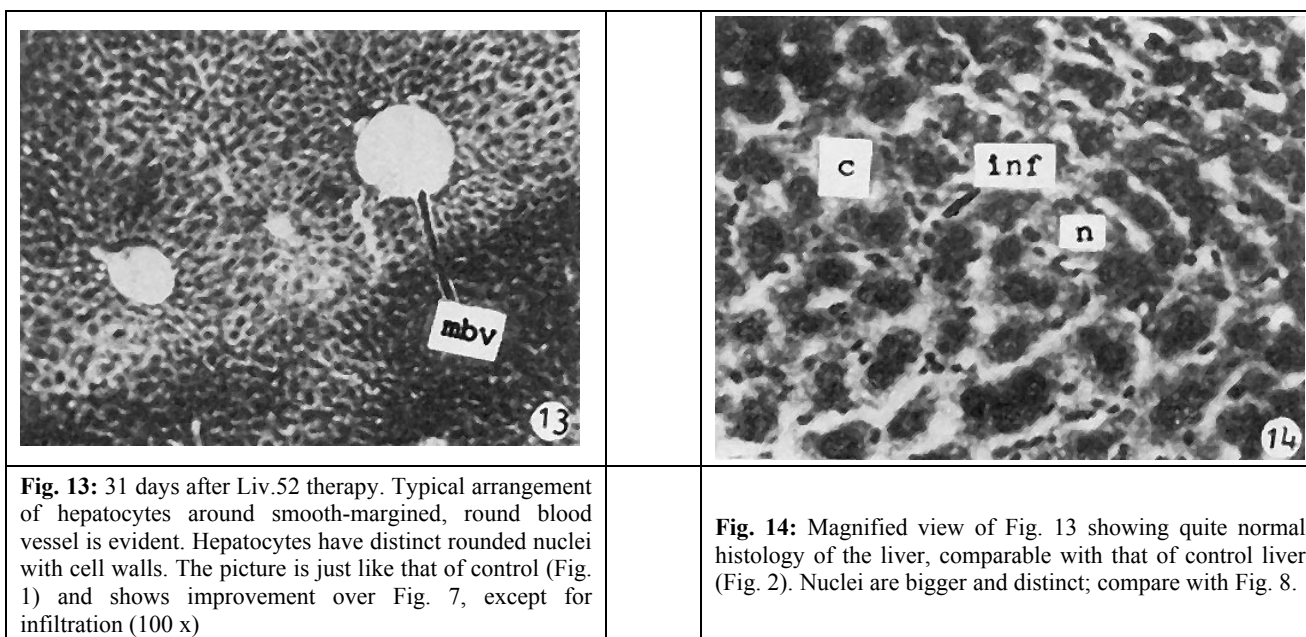 mbv
13
c
inf
n
14
Fig. 13: 31 days after Liv.52 therapy. Typical arrangement
of hepatocytes around smooth-margined, round blood
vessel is evident. Hepatocytes have distinct rounded nuclei
with cell walls. The picture is just like that of control (Fig.
1) and shows improvement over Fig. 7, except for
infiltration (100 x)
Fig. 14: Magnified view of Fig. 13 showing quite normal
histology of the liver, comparable with that of control liver
(Fig. 2). Nuclei are bigger and distinct; compare with Fig. 8.